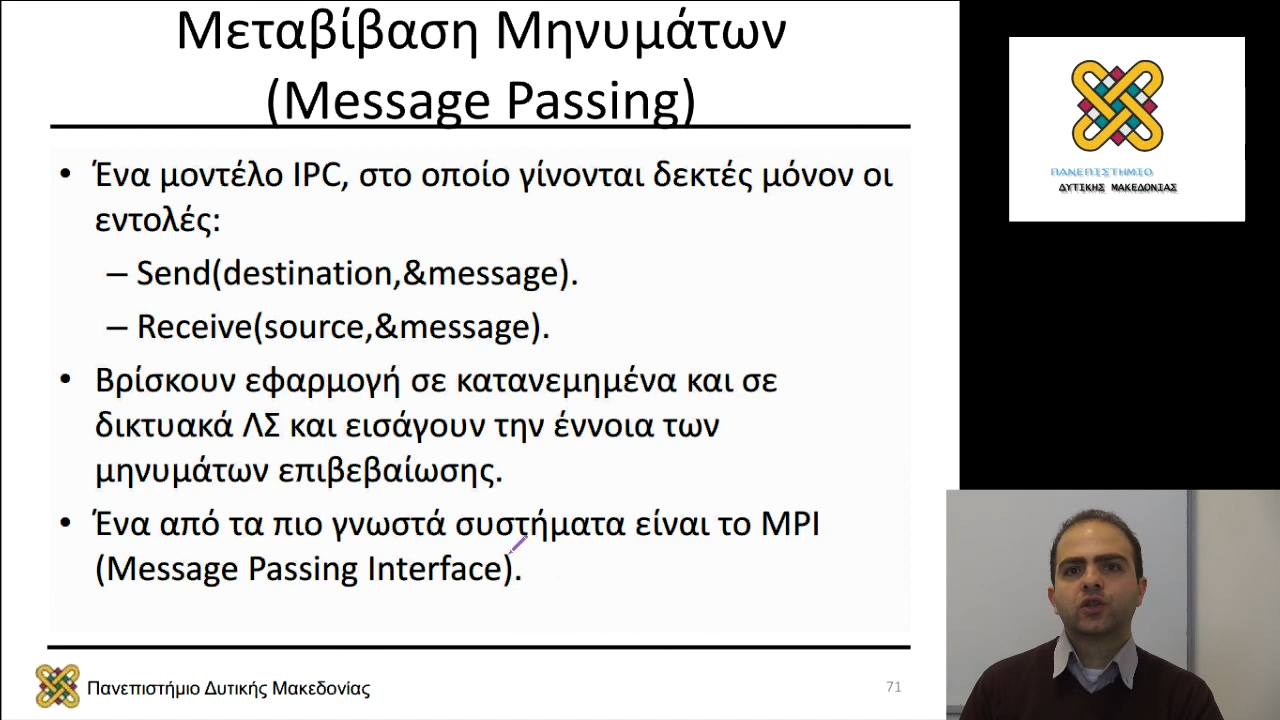 Μεταβίβαση Μηνυμάτων
(Message Passing)
• Ένα μοντέλο IPC, στο οποίο γίνονται δεκτές μόνον οι
εντολές:
– Send(destination,&message).
– Receive(source,&message).
• Βρίσκουν εφαρμογή σε κατανεμημένα και σε
δικτυακά ΛΣ και εισάγουν την έννοια των
μηνυμάτων επιβεβαίωσης.
• Ένα από τα πιο γνωστά συστήματα είναι το MPI
(Message Passing Interface).
Πανεπιστήμιο Δυτικής Μακεδονίας
71
ΠΑΝΕΠΙΣΤΗΜΙΟ
ΔΥΤΙΚΗΣ ΜΑΚΕΔΟΝΙΑΣ